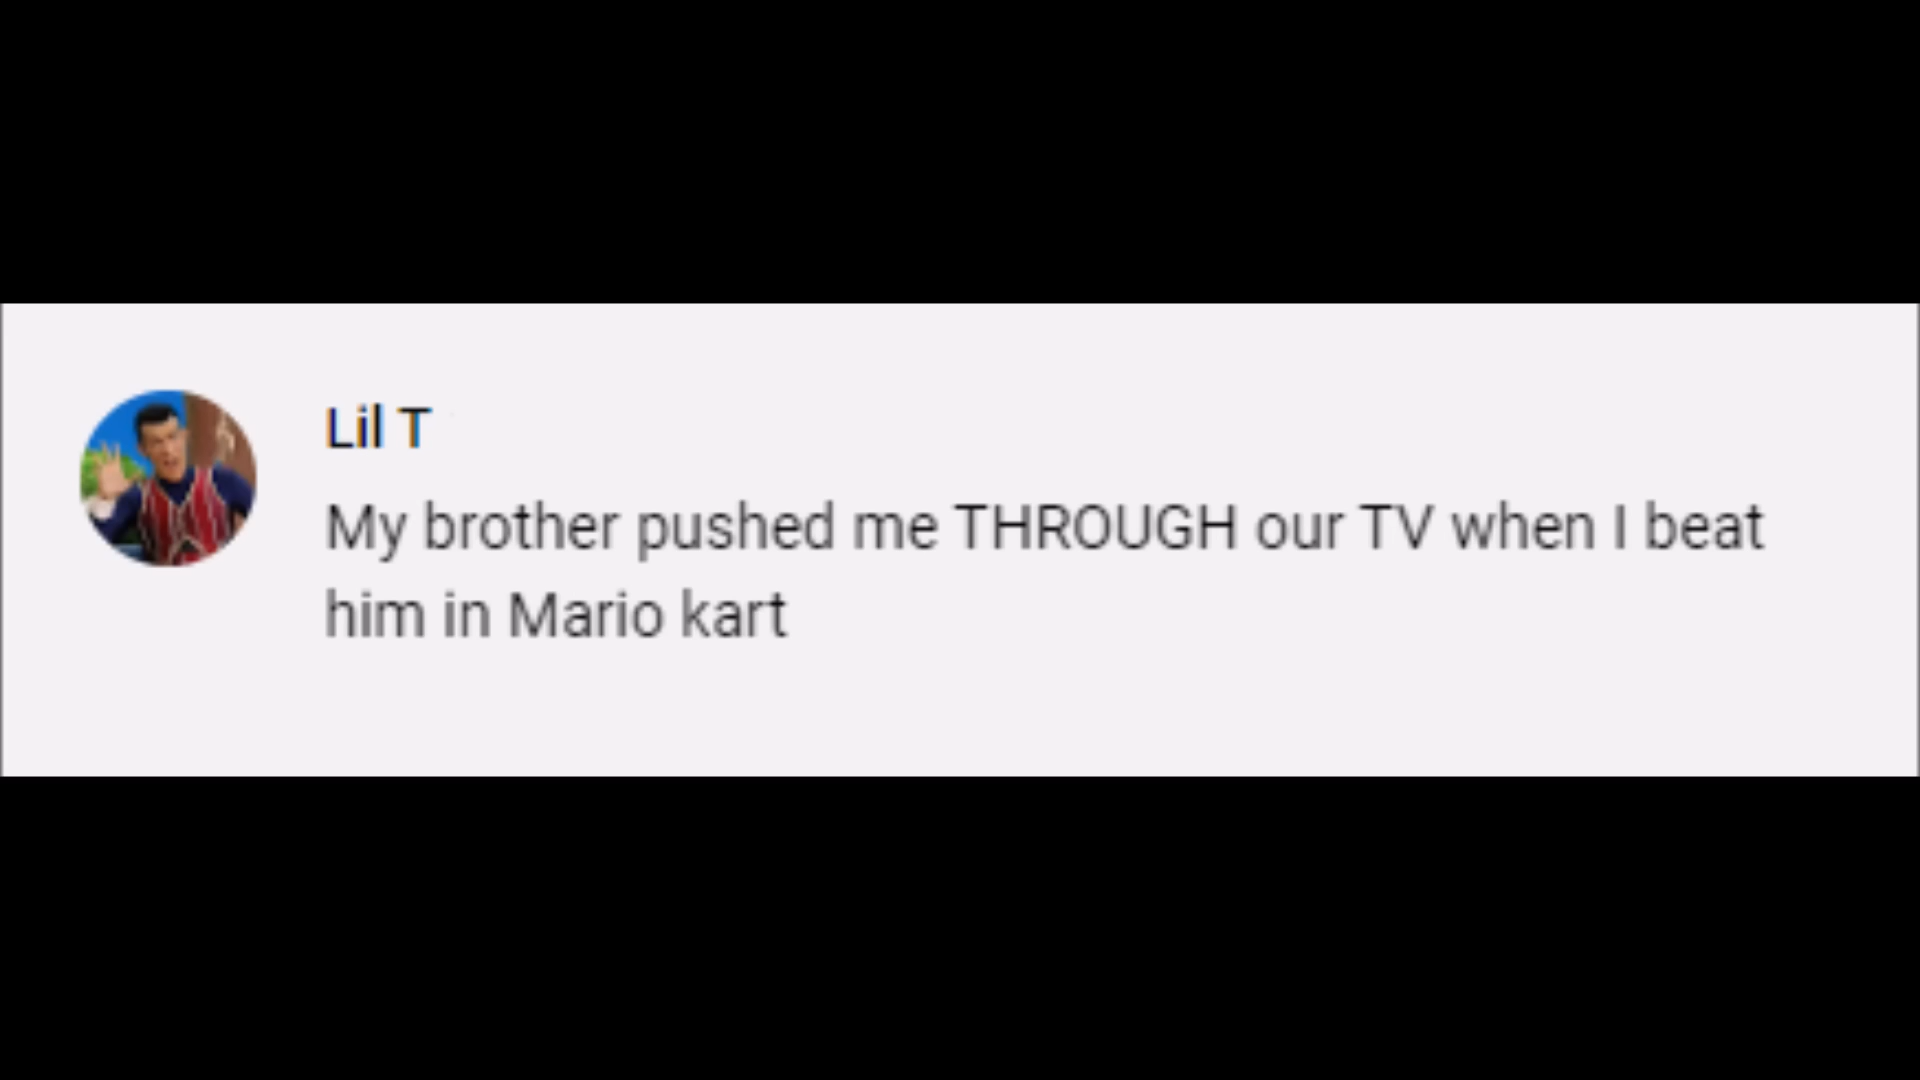 Lil T
My brother pushed me THROUGH our TV when I beat
him in Mario kart